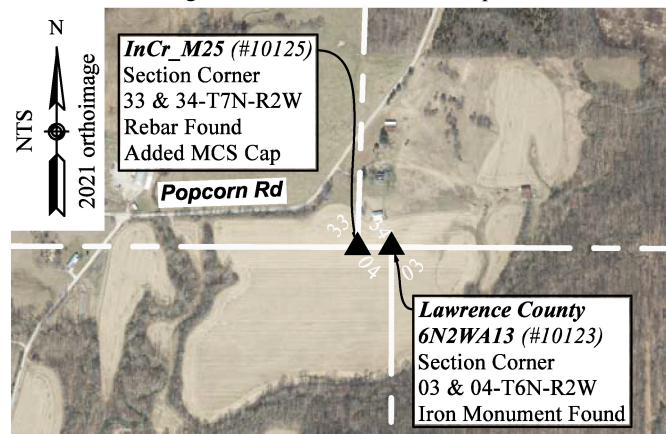 N
NTS
2021 orthoimage
InCr_M25 (#10125)
Section Corner
33 & 34-T7N-R2W
Rebar Found
Added MCS Cap
Popcorn Rd
33
34
04
03
Lawrence County
6N2WA13 (#10123)
Section Corner
03 & 04-T6N-R2W
Iron Monument Found